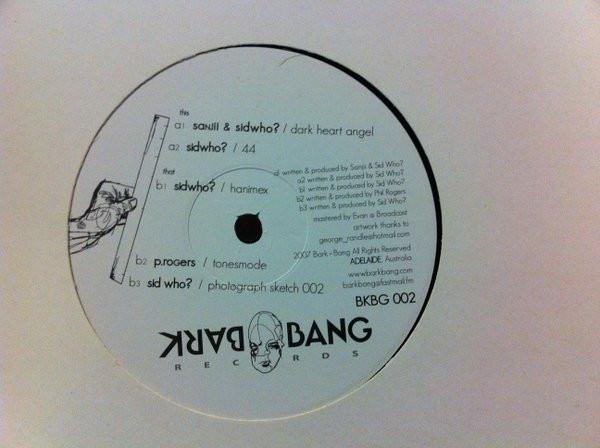 this
a1 sanji & sidwho? / dark heart angel
a2 sidwho? / 44
that
b1 sidwho? / hanimex
b2 p.rogers / tonesmode
b3 sid who? / photograph sketch 002
a1 written & produced by Sanji & Sid Who?
a2 written & produced by Sid Who?
b1 written & produced by Sid Who?
b2 written & produced by Phil Rogers
b3 written & produced by Sid Who?
mastered by Evan @ Broadcast
artwork thanks to
george_randle@hotmail.com
2007 Bark + Bang All Rights Reserved
ADELAIDE, Australia
www.barkbang.com
barkbang@fastmail.fm
BKBG 002
BARK BANG
RECORDS